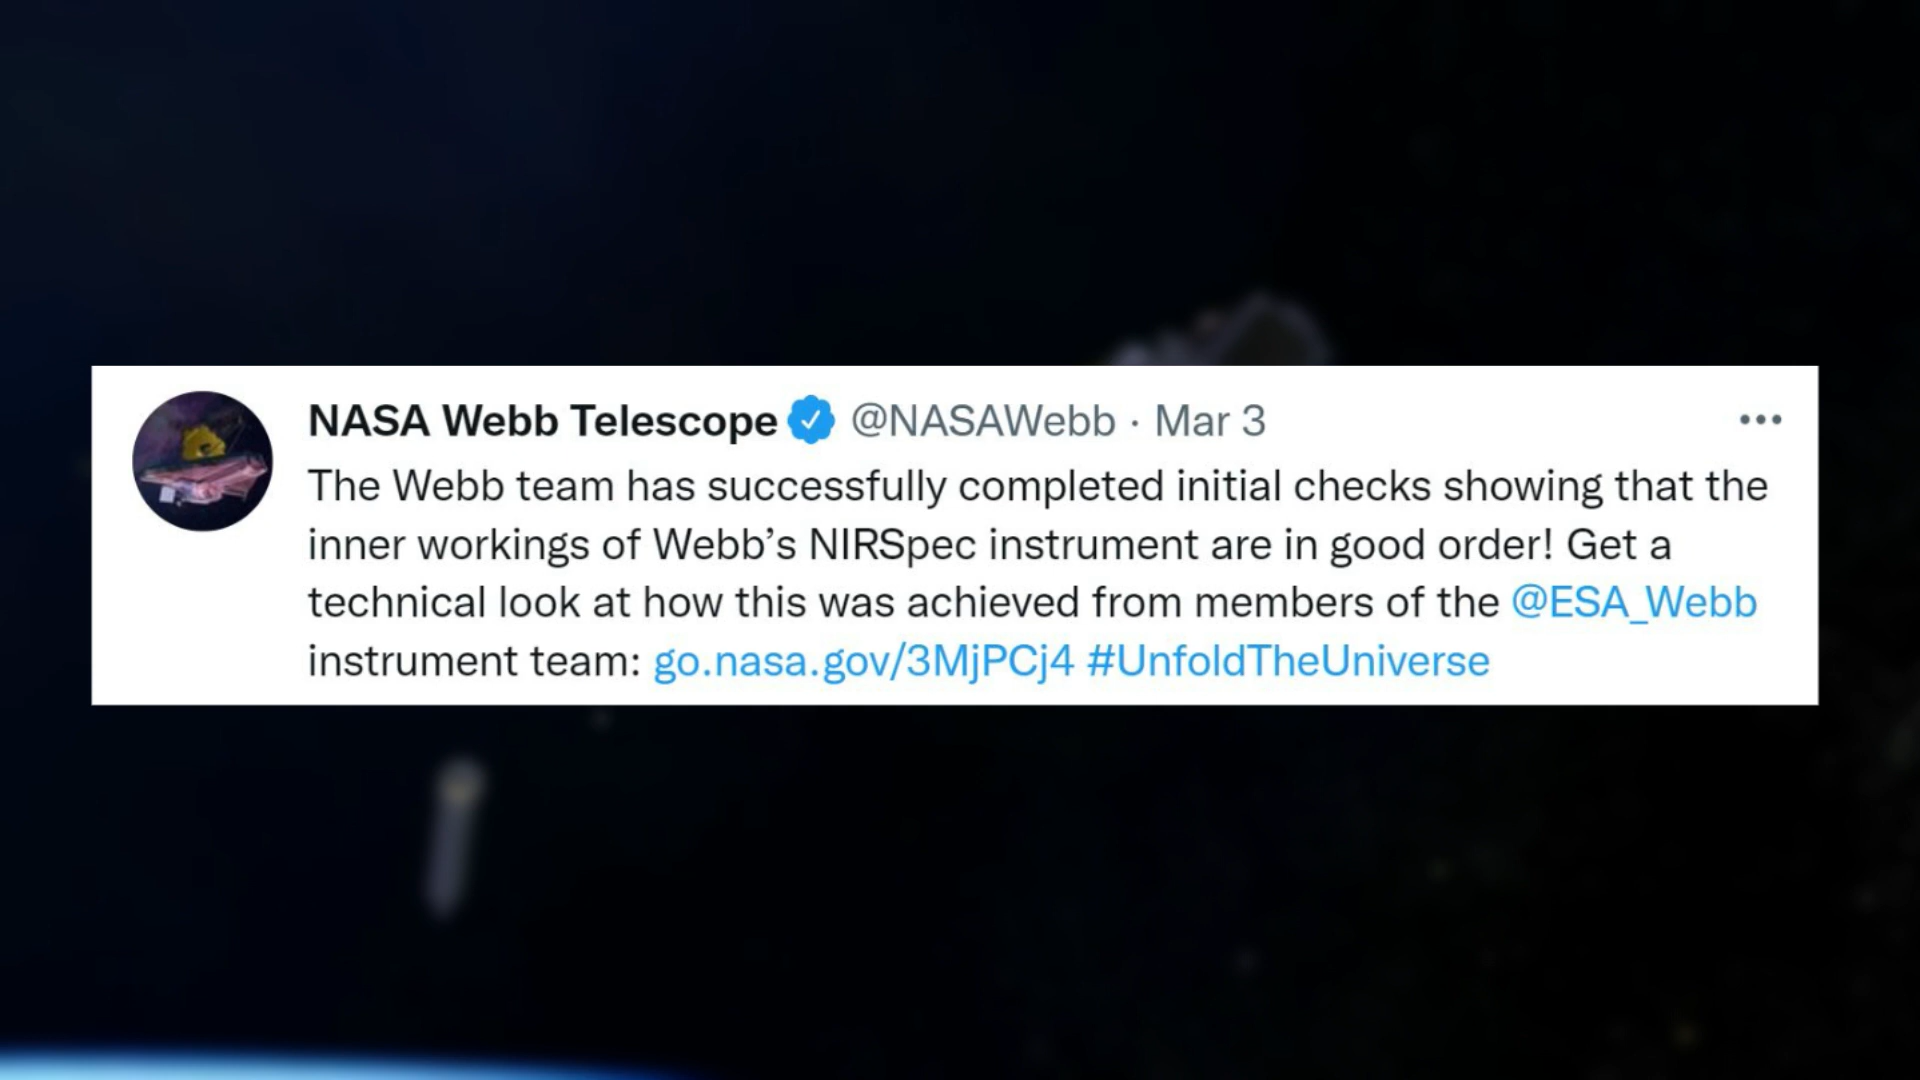 NASA Webb Telescope @NASAWebb · Mar 3
The Webb team has successfully completed initial checks showing that the
inner workings of Webb’s NIRSpec instrument are in good order! Get a
technical look at how this was achieved from members of the @ESA_Webb
instrument team: go.nasa.gov/3MjPCj4 #UnfoldTheUniverse